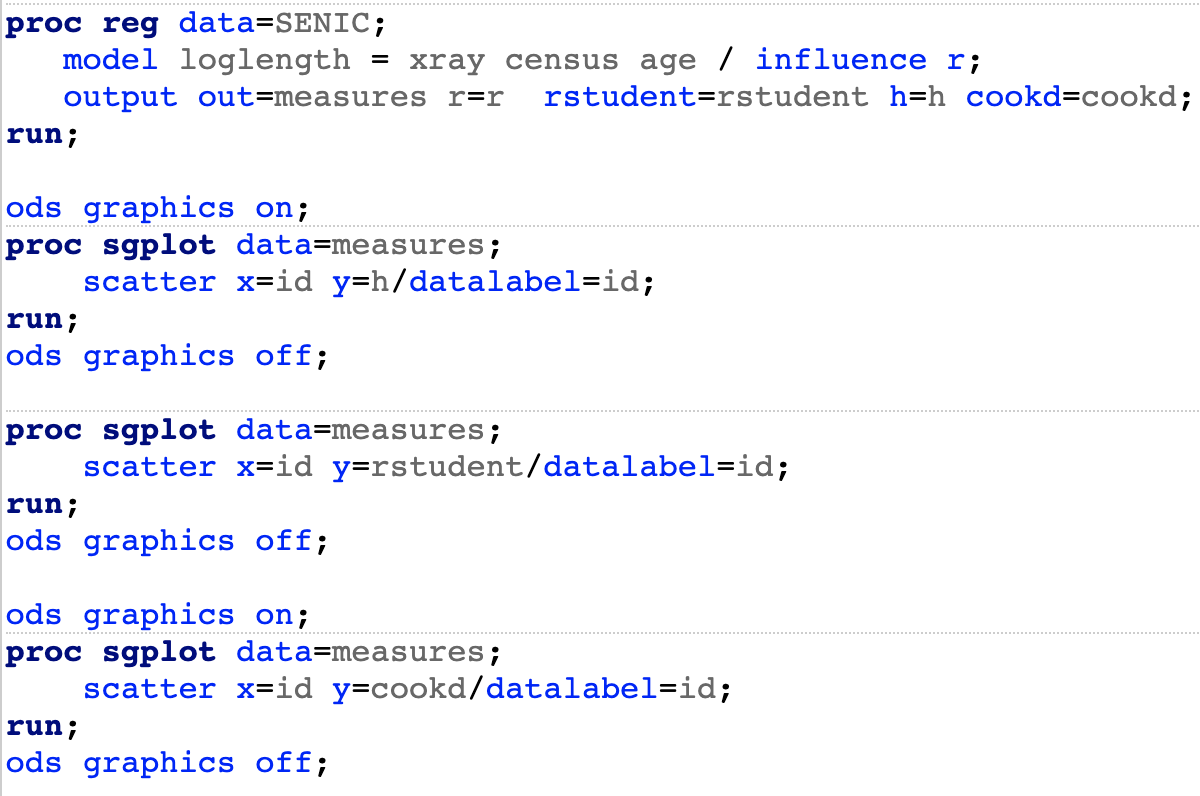 proc reg data=SENIC;
model loglength = xray census age / influence r;
output out=measures r=r rstudent=rstudent h=h cookd=cookd;
run;
ods graphics on;
proc sgplot data=measures;
scatter x=id y=h/datalabel=id;
run;
ods graphics off;
proc sgplot data=measures;
scatter x=id y=rstudent/datalabel=id;
run;
ods graphics off;
ods graphics on;
proc sgplot data=measures;
scatter x=id y=cookd/datalabel=id;
run;
ods graphics off;